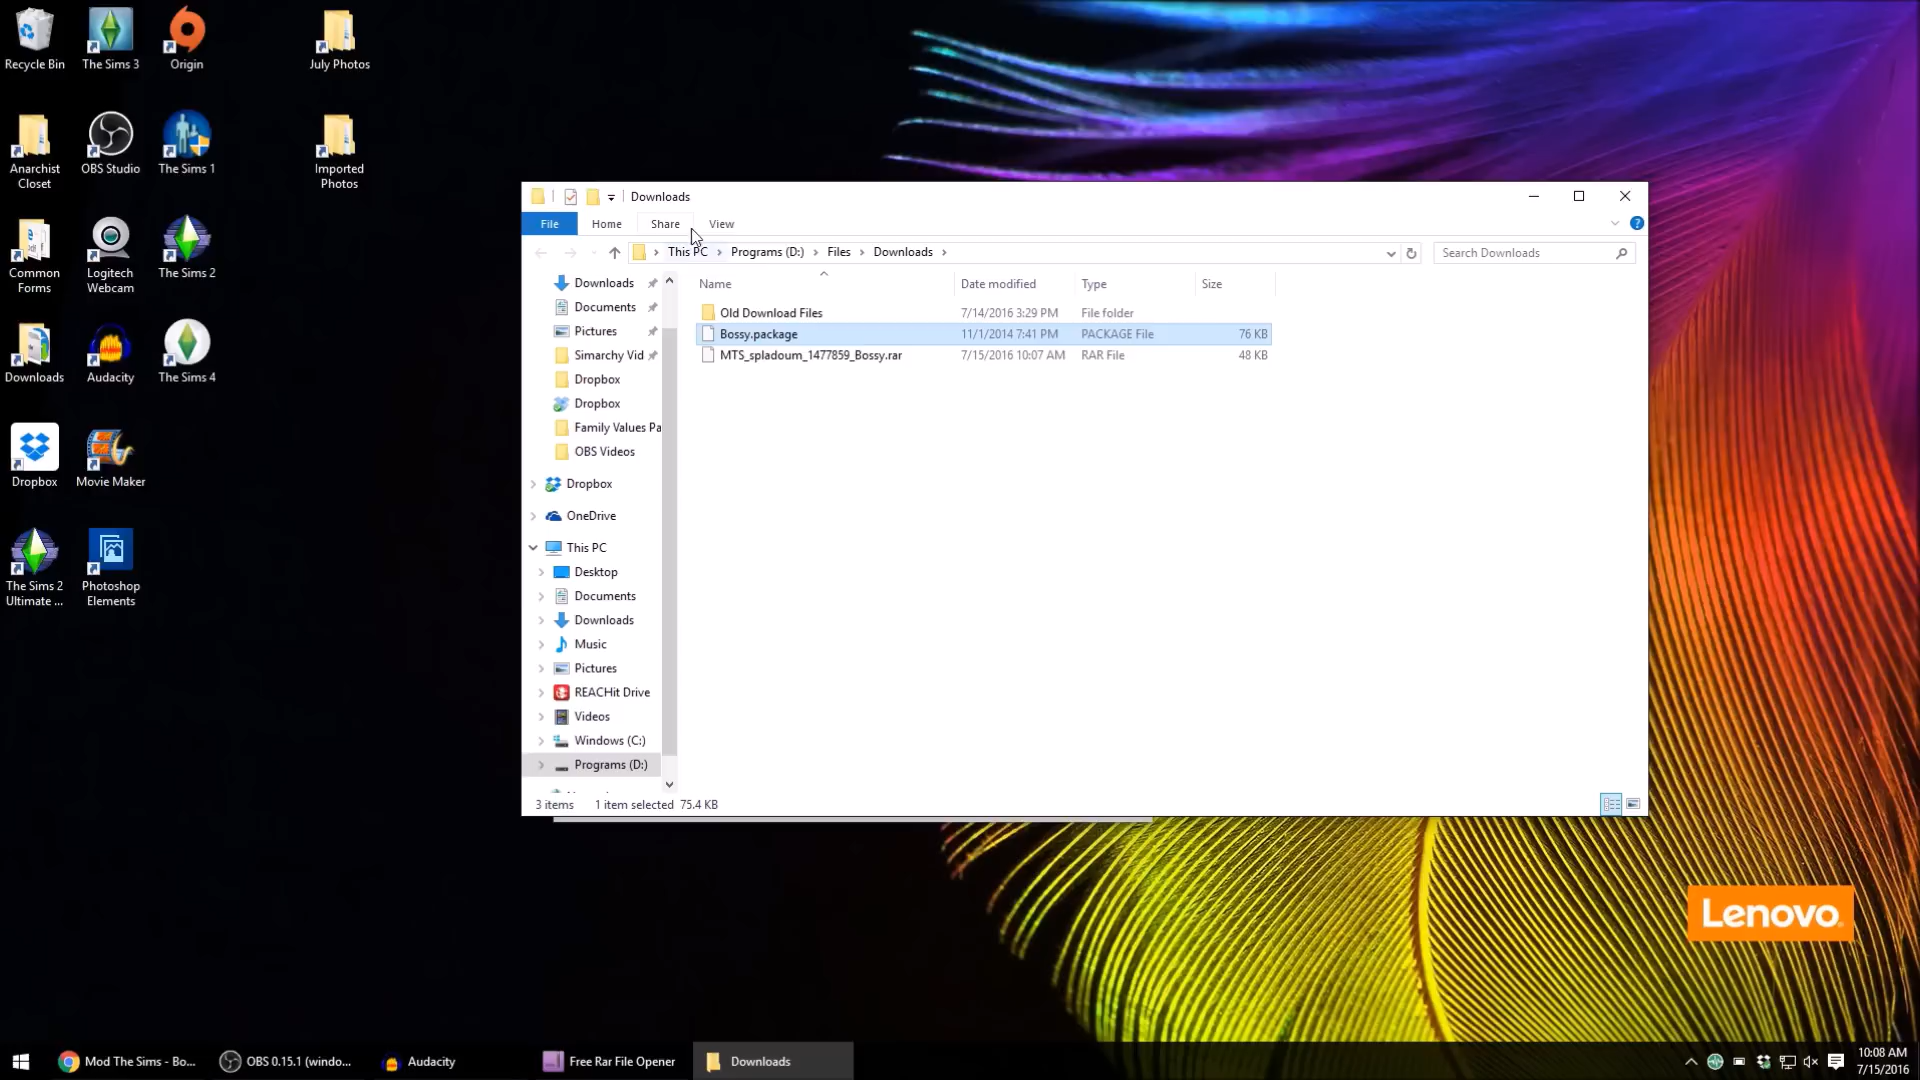 Recycle Bin
The Sims 3
Origin
July Photos
Anarchist
Closet
OBS Studio
The Sims 1
Imported
Photos
Common
Forms
Logitech
Webcam
The Sims 2
Downloads
Audacity
The Sims 4
Dropbox
Movie Maker
The Sims 2
Ultimate ...
Photoshop
Elements
Downloads
File Home Share View
This PC Programs (D:) Files Downloads
Search Downloads
Name Date modified Type Size
Old Download Files 7/14/2016 3:29 PM File folder
Bossy.package 11/1/2014 7:41 PM PACKAGE File 76 KB
MTS_spladoum_1477859_Bossy.rar 7/15/2016 10:07 AM RAR File 48 KB
Downloads
Documents
Pictures
Simarchy Vid
Dropbox
Dropbox
Family Values Pa
OBS Videos
Dropbox
OneDrive
This PC
Desktop
Documents
Downloads
Music
Pictures
REACHit Drive
Videos
Windows (C:)
Programs (D:)
3 items 1 item selected 75.4 KB
Lenovo
Mod The Sims - Bo...
OBS 0.15.1 (windo...
Audacity
Free Rar File Opener
Downloads
10:08 AM
7/15/2016